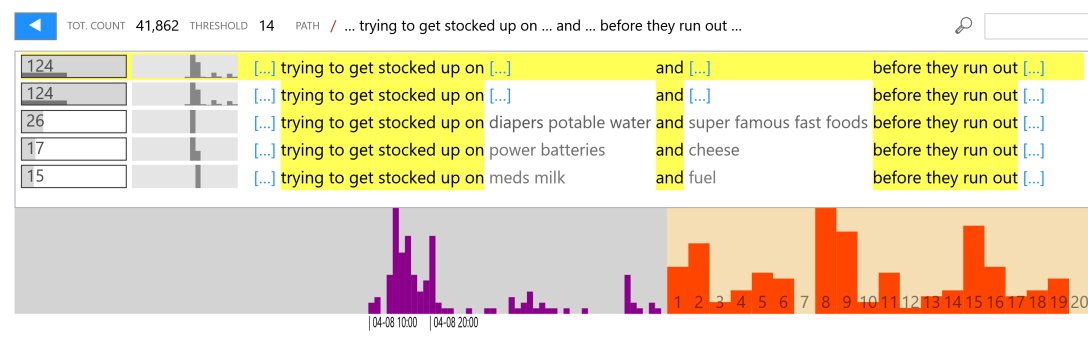 TOT. COUNT 41,862 THRESHOLD 14 PATH / ... trying to get stocked up on ... and ... before they run out ...
124 [...] trying to get stocked up on [...] and [...] before they run out [...]
124 [...] trying to get stocked up on [...] and [...] before they run out [...]
26 [...] trying to get stocked up on diapers potable water and super famous fast foods before they run out [...]
17 [...] trying to get stocked up on power batteries and cheese before they run out [...]
15 [...] trying to get stocked up on meds milk and fuel before they run out [...]
1 2 3 4 5 6 7 8 9 10 11 12 13 14 15 16 17 18 19 20
04-08 10:00 04-08 20:00